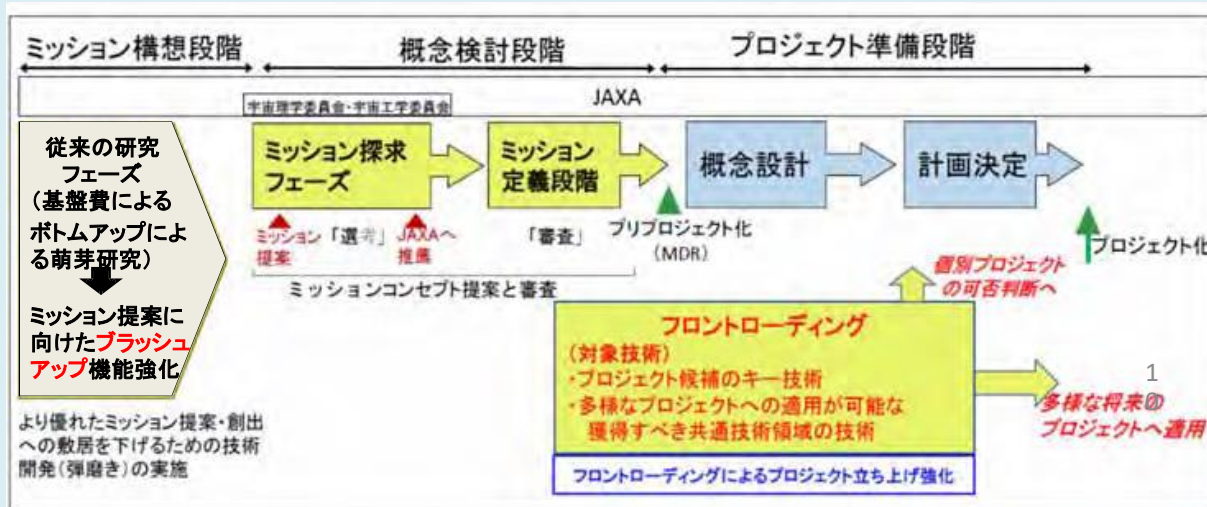 ミッション構想段階
概念検討段階
プロジェクト準備段階
JAXA
宇宙理学委員会・宇宙工学委員会
従来の研究
フェーズ
(基盤費による
ボトムアップによ
る萌芽研究)
ミッション提案に
向けたブラッシュ
アップ機能強化
ミッション探求
フェーズ
ミッション
定義段階
概念設計
計画決定
ミッション
提案
「選考」
JAXAへ
推薦
「審査」
プリプロジェクト化
(MDR)
プロジェクト化
ミッションコンセプト提案と審査
個別プロジェクト
の可否判断へ
フロントローディング
(対象技術)
・プロジェクト候補のキー技術
・多様なプロジェクトへの適用が可能な
獲得すべき共通技術領域の技術
フロントローディングによるプロジェクト立ち上げ強化
多様な将来の
プロジェクトへ適用
より優れたミッション提案・創出
への敷居を下げるための技術
開発(弾磨き)の実施